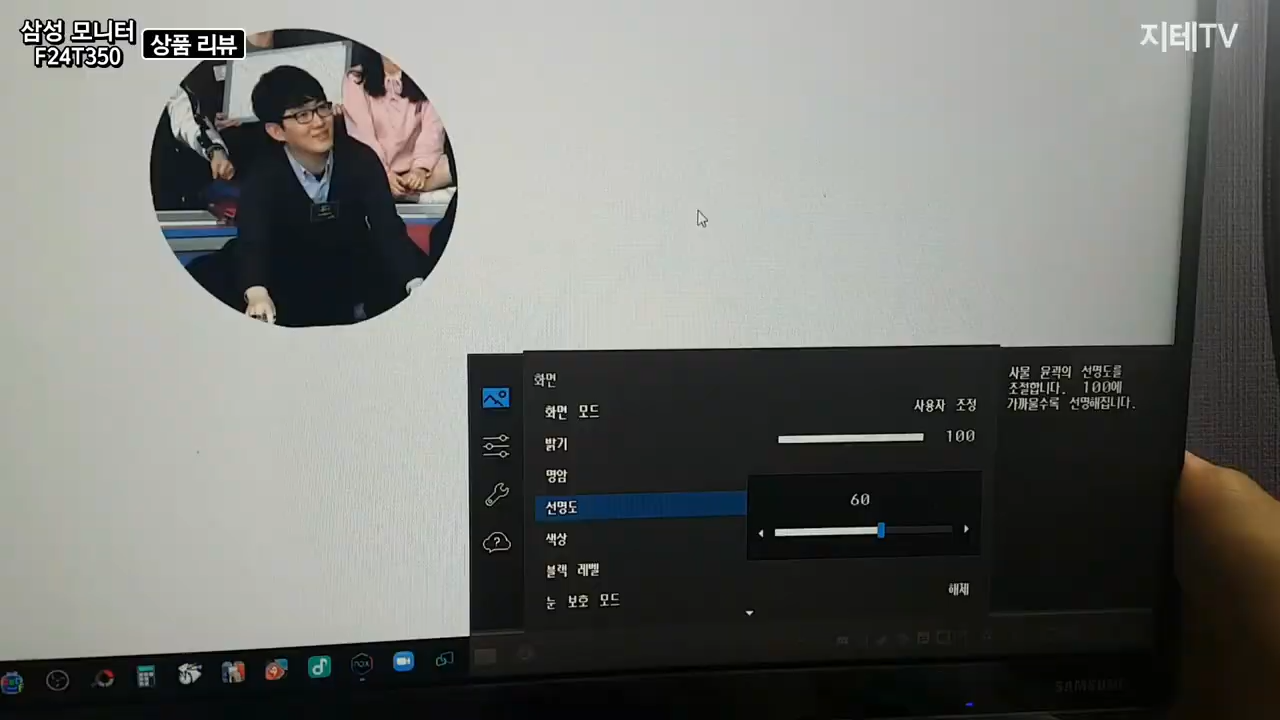 삼성 모니터
F24T350
상품 리뷰
지테TV
화면
화면 모드
사용자 조정
밝기
100
명암
선명도
60
색상
블랙 레벨
눈 보호 모드
해제
사물 윤곽의 선명도를
조절합니다. 100에
가까울수록 선명해집니다.
SAMSUNG